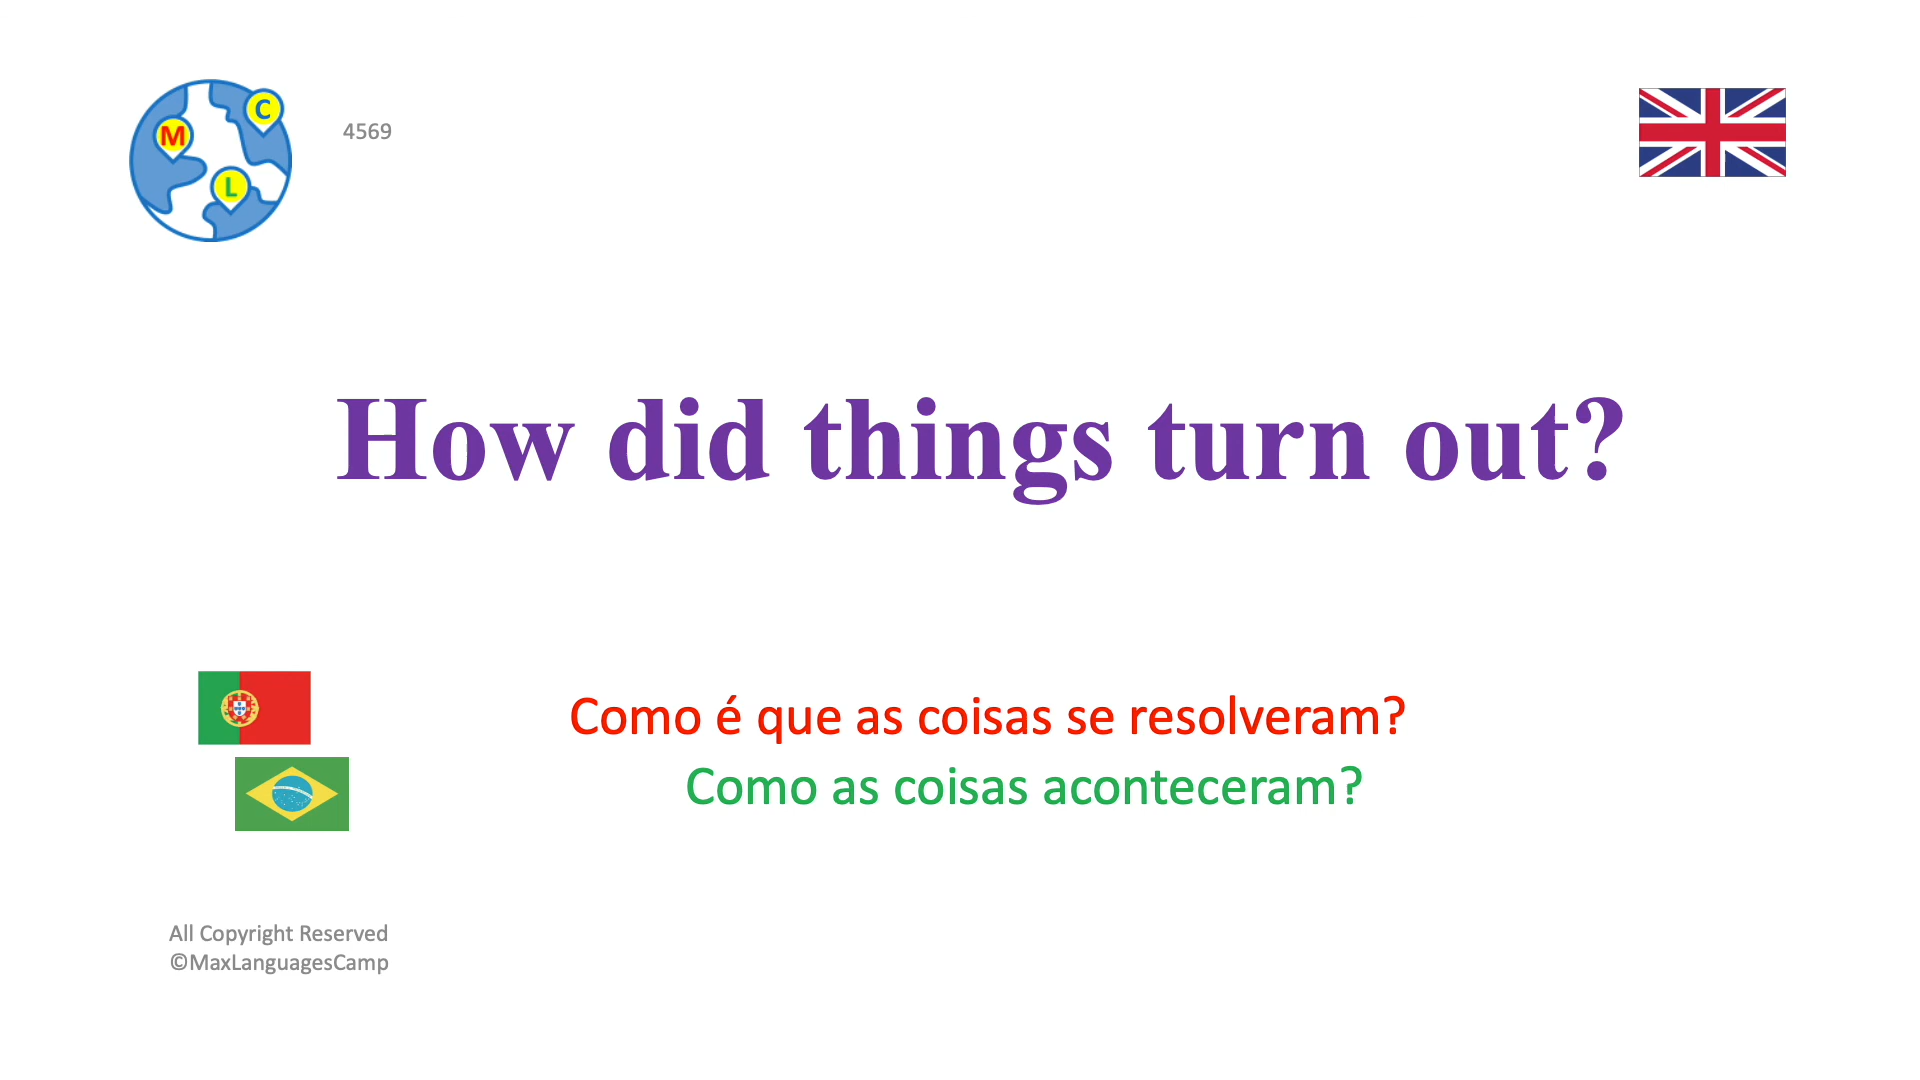 M
C
L
4569
How did things turn out?
Como é que as coisas se resolveram?
Como as coisas aconteceram?
All Copyright Reserved
©MaxLanguagesCamp